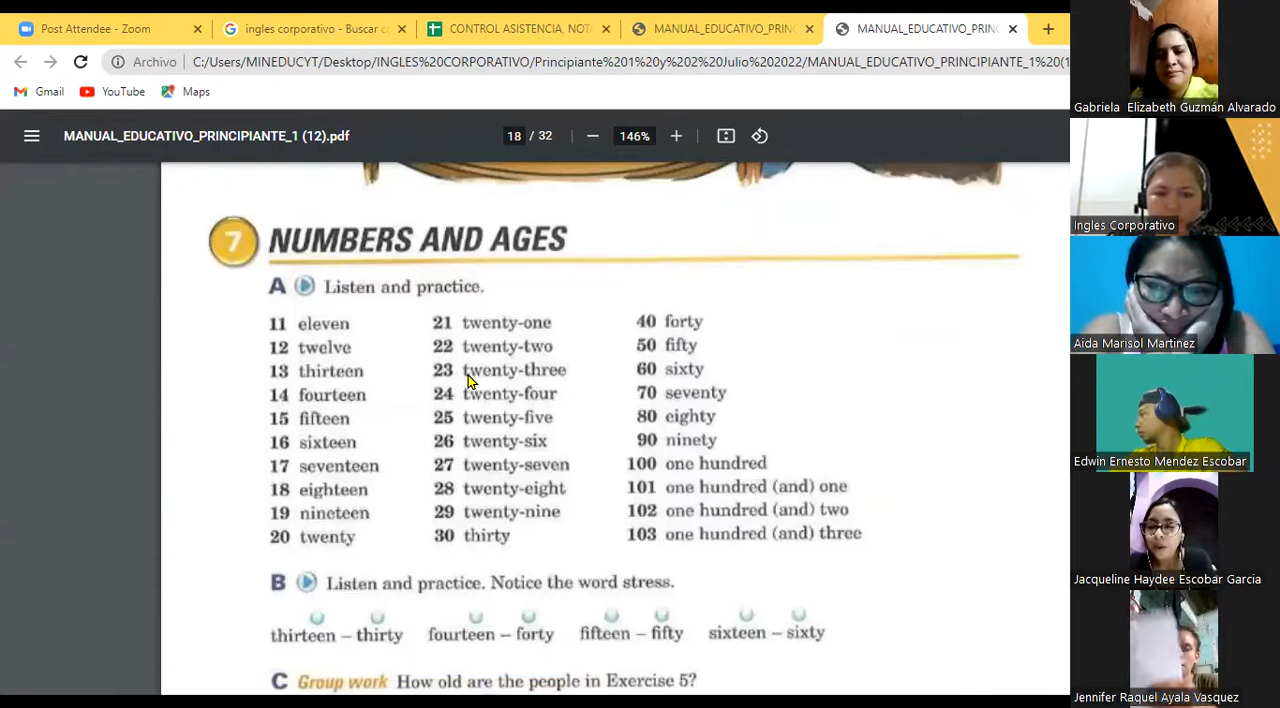 Post Attendee - Zoom
ingles corporativo - Buscar c
CONTROL ASISTENCIA, NOT
MANUAL_EDUCATIVO_PRINC
MANUAL_EDUCATIVO_PRINC
Archivo
C:/Users/MINEDUCYT/Desktop/INGLES%20CORPORATIVO/Principiante%201%20y%202%20Julio%202022/MANUAL_EDUCATIVO_PRINCIPIANTE_1%20(1
Gmail
YouTube
Maps
MANUAL_EDUCATIVO_PRINCIPIANTE_1 (12).pdf
18 / 32
146%
7 NUMBERS AND AGES
A Listen and practice.
11 eleven
12 twelve
13 thirteen
14 fourteen
15 fifteen
16 sixteen
17 seventeen
18 eighteen
19 nineteen
20 twenty
21 twenty-one
22 twenty-two
23 twenty-three
24 twenty-four
25 twenty-five
26 twenty-six
27 twenty-seven
28 twenty-eight
29 twenty-nine
30 thirty
40 forty
50 fifty
60 sixty
70 seventy
80 eighty
90 ninety
100 one hundred
101 one hundred (and) one
102 one hundred (and) two
103 one hundred (and) three
B Listen and practice. Notice the word stress.
thirteen – thirty fourteen – forty fifteen – fifty sixteen – sixty
C Group work How old are the people in Exercise 5?
Gabriela Elizabeth Guzmán Alvarado
Ingles Corporativo
Aida Marisol Martinez
Edwin Ernesto Mendez Escobar
Jacqueline Haydee Escobar Garcia
Jennifer Raquel Ayala Vasquez